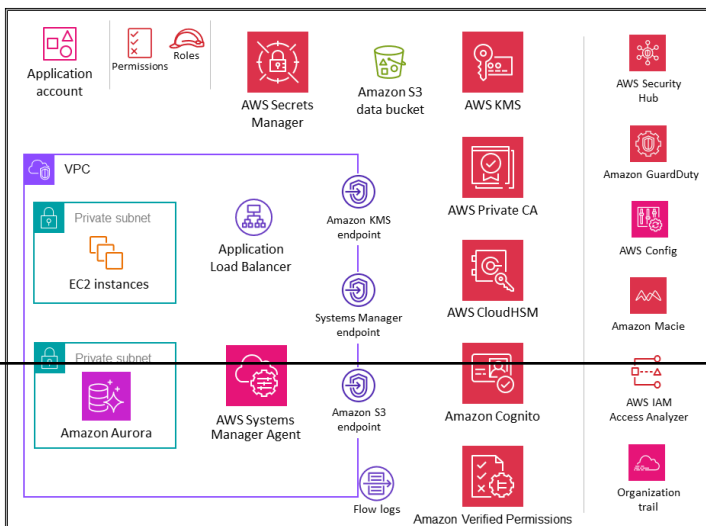 Application
account
Permissions
Roles
AWS Secrets
Manager
Amazon S3
data bucket
AWS KMS
AWS Security
Hub
VPC
Private subnet
EC2 instances
Application
Load Balancer
Amazon KMS
endpoint
AWS Private CA
Amazon GuardDuty
AWS Config
Systems Manager
endpoint
AWS CloudHSM
Amazon Macie
Private subnet
Amazon Aurora
AWS Systems
Manager Agent
Amazon S3
endpoint
Amazon Cognito
AWS IAM
Access Analyzer
Flow logs
Amazon Verified Permissions
Organization
trail